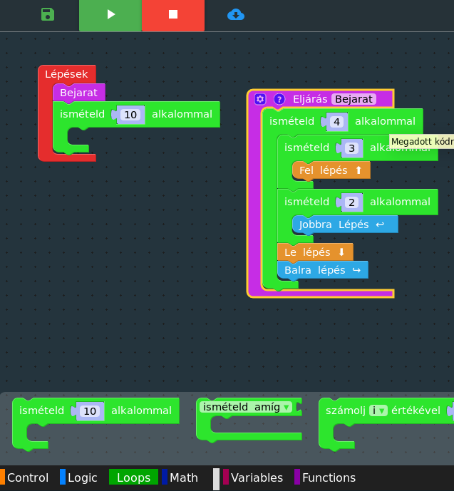 Lépések
Bejarat
ismételd 10 alkalommal
? Eljárás Bejarat
ismételd 4 alkalommal
Megadott kódr
ismételd 3 alkalommal
Fel lépés ⬆
ismételd 2 alkalommal
Jobbra Lépés ↩
Le lépés ⬇
Balra lépés ↪
ismételd 10 alkalommal
ismételd amíg ▾
számolj i ▾ értékével
Control
Logic
Loops
Math
Variables
Functions